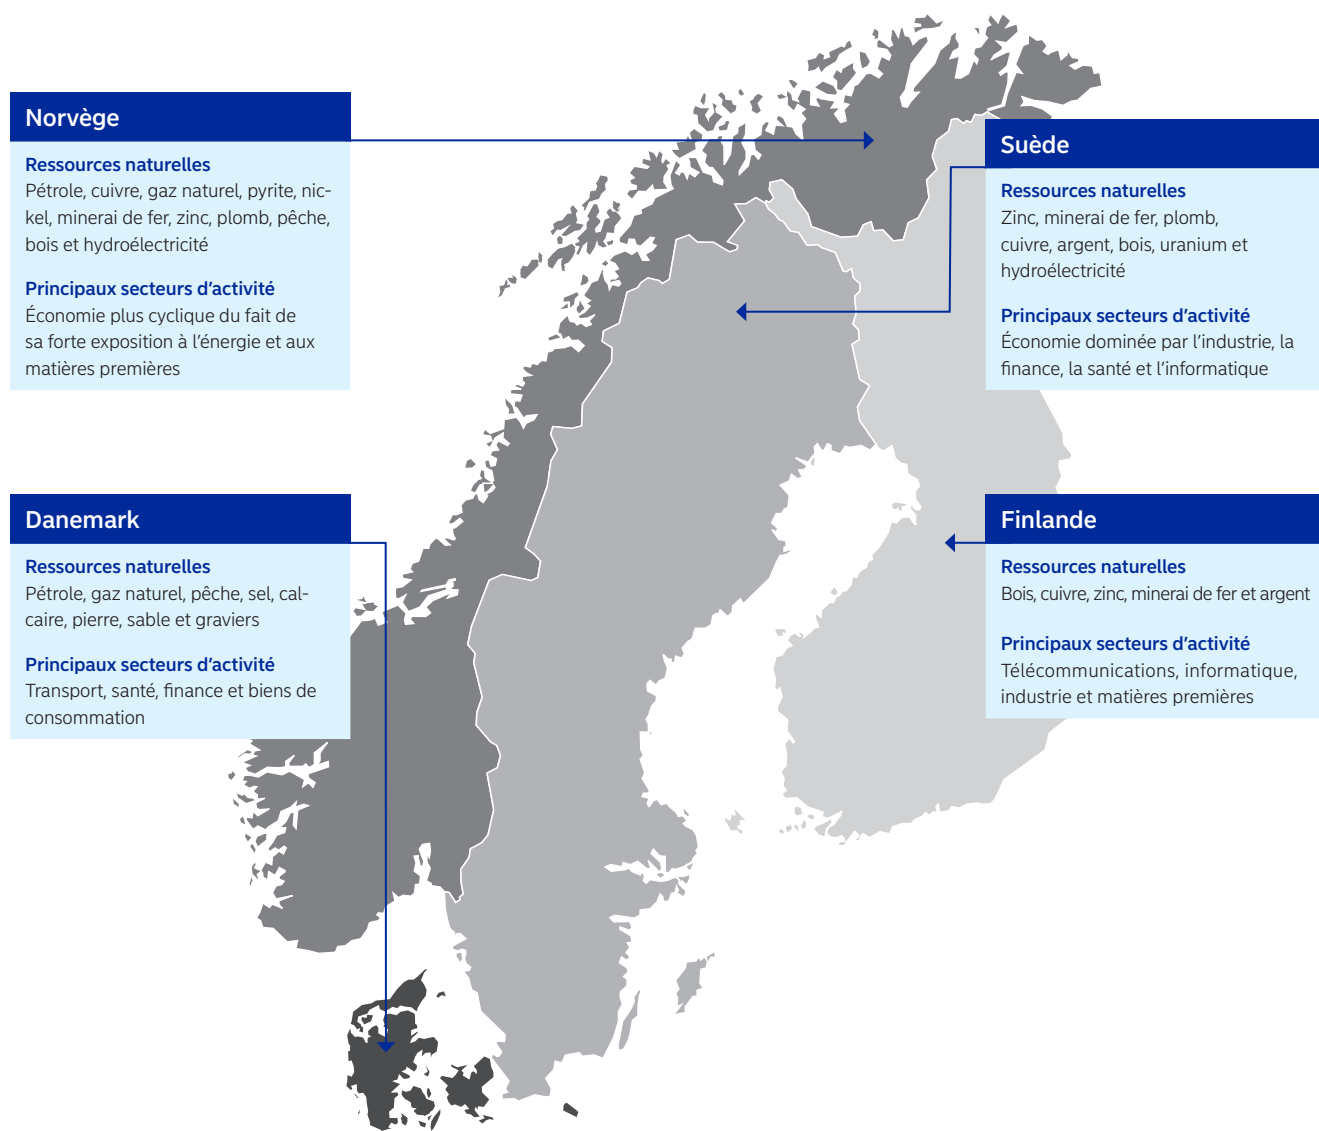 Norvège
Ressources naturelles
Pétrole, cuivre, gaz naturel, pyrite, nic-
kel, minerai de fer, zinc, plomb, pêche,
bois et hydroélectricité
Principaux secteurs d’activité
Économie plus cyclique du fait de
sa forte exposition à l’énergie et aux
matières premières
Suède
Ressources naturelles
Zinc, minerai de fer, plomb,
cuivre, argent, bois, uranium et
hydroélectricité
Principaux secteurs d’activité
Économie dominée par l’industrie, la
finance, la santé et l’informatique
Danemark
Ressources naturelles
Pétrole, gaz naturel, pêche, sel, cal-
caire, pierre, sable et graviers
Principaux secteurs d’activité
Transport, santé, finance et biens de
consommation
Finlande
Ressources naturelles
Bois, cuivre, zinc, minerai de fer et argent
Principaux secteurs d’activité
Télécommunications, informatique,
industrie et matières premières